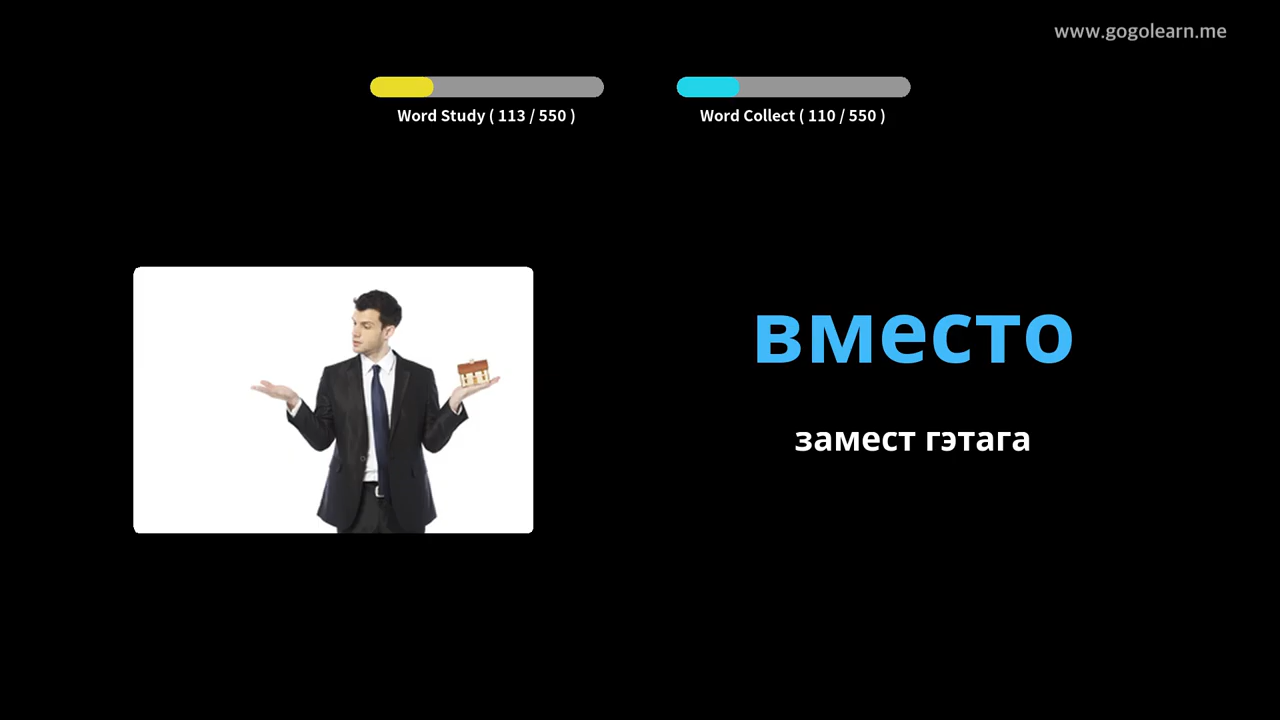 www.gogolearn.me
Word Study ( 113 / 550 )
Word Collect ( 110 / 550 )
вместо
замест гэтага